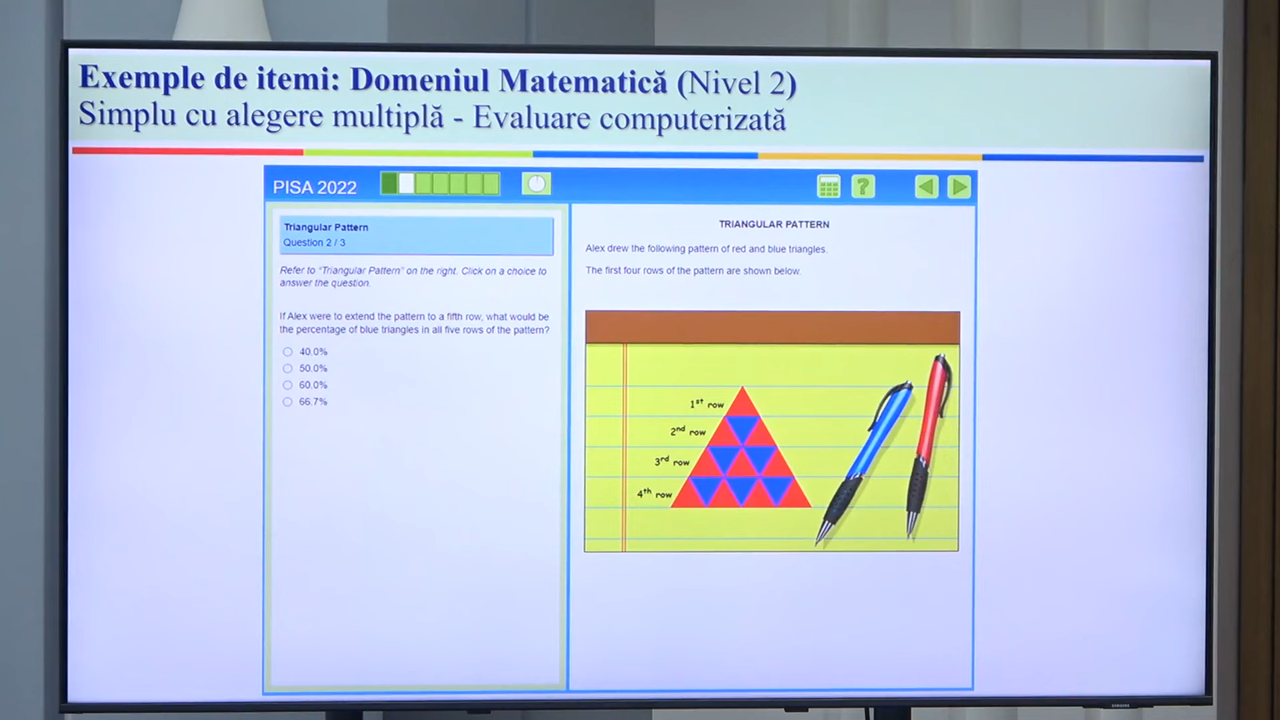 Exemple de itemi: Domeniul Matematică (Nivel 2)
Simplu cu alegere multiplă - Evaluare computerizată
PISA 2022
?
Triangular Pattern
Question 2 / 3
Refer to "Triangular Pattern" on the right. Click on a choice to
answer the question.
If Alex were to extend the pattern to a fifth row, what would be
the percentage of blue triangles in all five rows of the pattern?
40.0%
50.0%
60.0%
66.7%
TRIANGULAR PATTERN
Alex drew the following pattern of red and blue triangles.
The first four rows of the pattern are shown below.
1st row
2nd row
3rd row
4th row
SAMSUNG